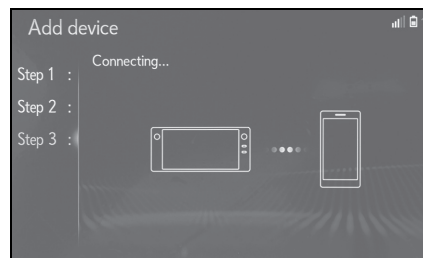 Add device
Connecting...
Step 1 :
Step 2 :
Step 3 :